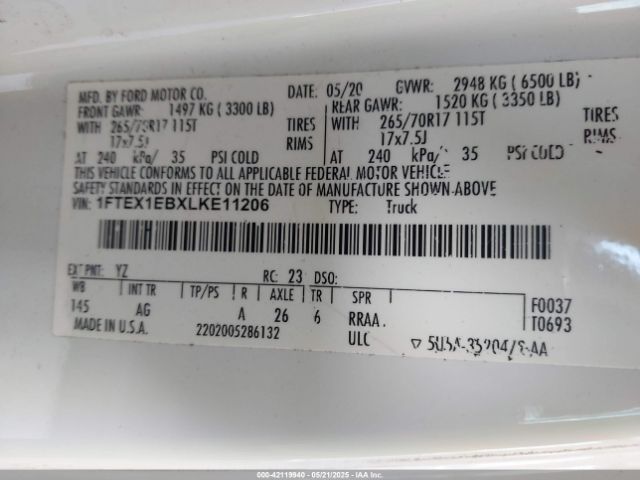 MFD. BY FORD MOTOR CO. DATE: 05/20 GVWR: 2948 KG ( 6500 LB)
FRONT GAWR: 1497 KG ( 3300 LB) REAR GAWR: 1520 KG ( 3350 LB)
WITH 265/70R17 115T TIRES WITH 265/70R17 115T TIRES
17x7.5J RIMS 17x7.5J RIMS
AT 240 kPa/ 35 PSI COLD AT 240 kPa/ 35 PSI COLD
THIS VEHICLE CONFORMS TO ALL APPLICABLE FEDERAL MOTOR VEHICLE
SAFETY STANDARDS IN EFFECT ON THE DATE OF MANUFACTURE SHOWN ABOVE
VIN: 1FTEX1EBXLKE11206 TYPE: Truck
EXT PNT: YZ RC: 23 DSO:
WB INT TR TP/PS R AXLE TR SPR
145 AG A 26 6 RRAA. F0037
MADE IN U.S.A. 2202005286132 ULC T0693
000-42119940 - 05/21/2025 - IAA, Inc.